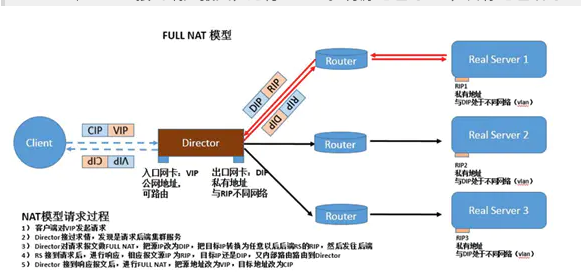 FULL NAT 模型
Router
Real Server 1
RIP1
私有地址
与DIP处于不同网络（vlan）
DIP RIP
RIP DIP
Client
CIP VIP
VIP CIP
Director
入口网卡：VIP
公网地址，
可路由
出口网卡：DIP
私有地址
与RIP不同网络
Router
Real Server 2
RIP2
私有地址
与DIP处于不同网络（vlan）
Router
Real Server 3
RIP3
私有地址
与DIP处于不同网络（vlan）
NAT模型请求过程
1）客户端对VIP发起请求
2）Director接过求值，发现是请求后端集群服务
3）Director对请求报文做FULL NAT，把源IP改为DIP，把目标IP转换为任意以后后端RS的RIP，然后发往后端
4）RS 接到请求后，进行响应，相应报文源IP 为RIP，目标IP还是DIP，又内部路由路由到Director
5）Director 接到响应报文后，进行FULL NAT，把源地址改为VIP，目标地址改为CIP